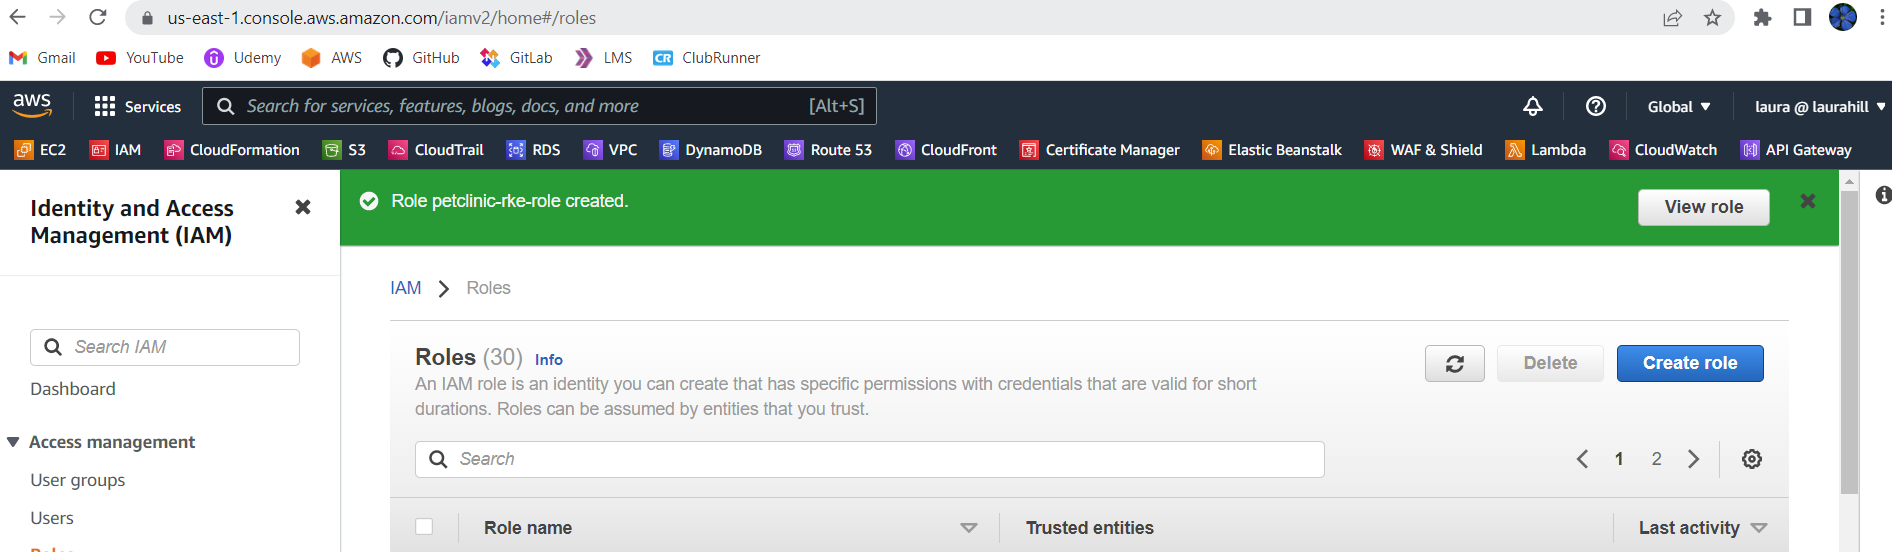 us-east-1.console.aws.amazon.com/iamv2/home#/roles
Gmail YouTube Udemy AWS GitHub GitLab LMS CR ClubRunner
aws Services Search for services, features, blogs, docs, and more [Alt+S] Global laura @ laurahill
EC2 IAM CloudFormation S3 CloudTrail RDS VPC DynamoDB Route 53 CloudFront Certificate Manager Elastic Beanstalk WAF & Shield Lambda CloudWatch API Gateway
Identity and Access
Management (IAM)
Search IAM
Dashboard
Access management
User groups
Users
Roles
Role petclinic-rke-role created.
View role
IAM Roles
Roles (30) Info
Delete Create role
An IAM role is an identity you can create that has specific permissions with credentials that are valid for short
durations. Roles can be assumed by entities that you trust.
Search
1 2
Role name Trusted entities Last activity